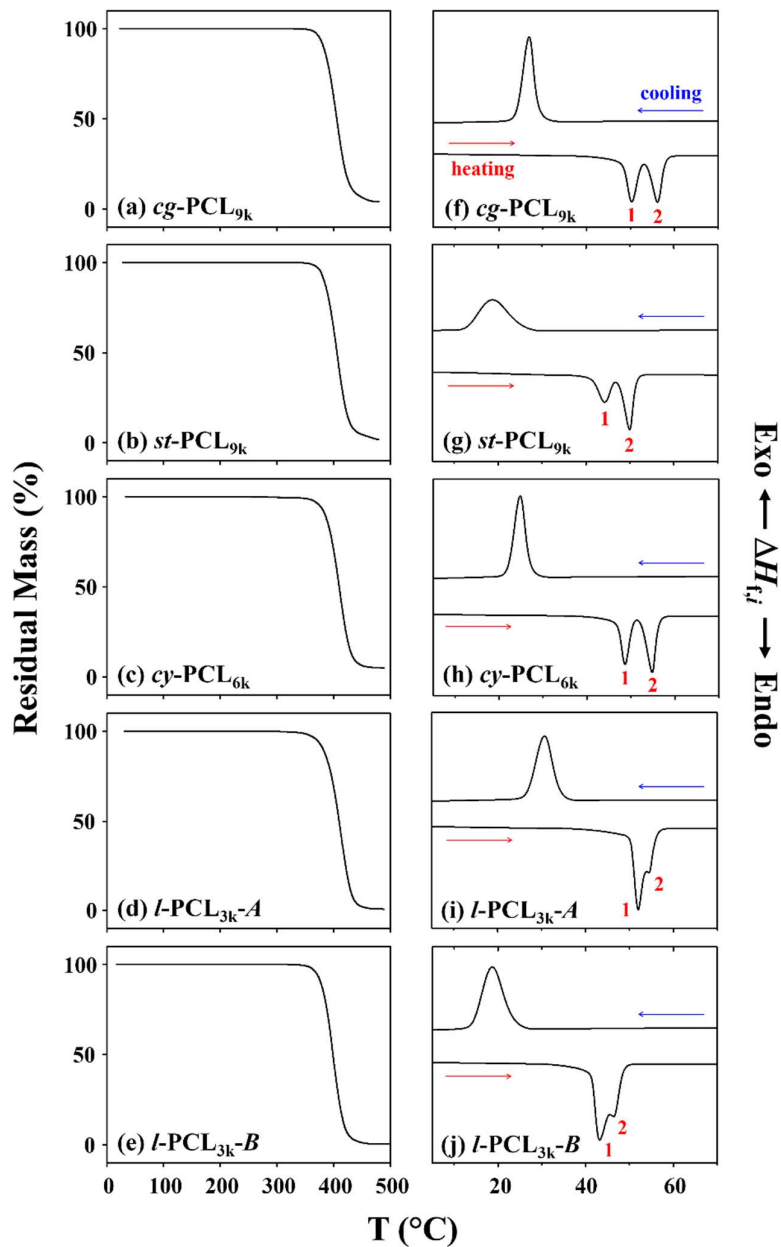 100
50
0
(a) cg-PCL9k
cooling
heating
1
2
(f) cg-PCL9k
100
50
0
(b) st-PCL9k
1
2
(g) st-PCL9k
100
50
0
(c) cy-PCL6k
1
2
(h) cy-PCL6k
100
50
0
(d) l-PCL3k-A
1
2
(i) l-PCL3k-A
100
50
0
(e) l-PCL3k-B
1
2
(j) l-PCL3k-B
0 100 200 300 400 500
20 40 60
T (°C)
Residual Mass (%)
Exo ← ΔHf,i → Endo